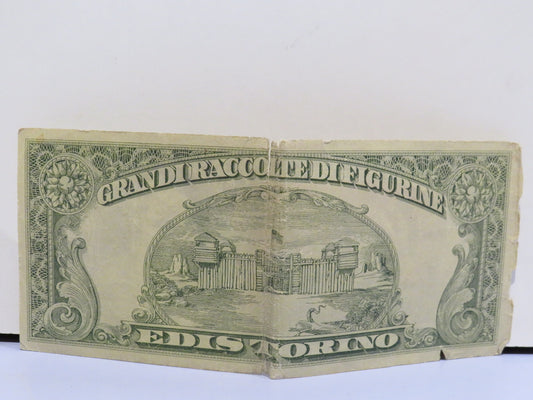 GRANDI RACCOLTE DI FIGURINE
EDIS TORINO